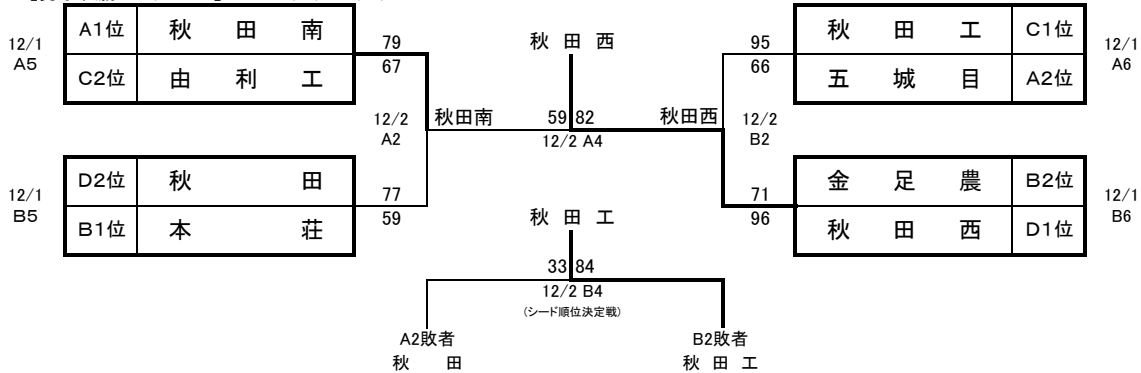 A1位 秋田南
C2位 由利工
12/1
A5
79
67
秋田西
95
66
秋田工 C1位
五城目 A2位
12/1
A6
12/2
A2
秋田南
59 82
12/2 A4
秋田西
12/2
B2
12/1
B5
D2位 秋田
B1位 本荘
77
59
71
96
金足農 B2位
秋田西 D1位
12/1
B6
秋田工
33 84
12/2 B4
(シード順位決定戦)
A2敗者
秋田
B2敗者
秋田工